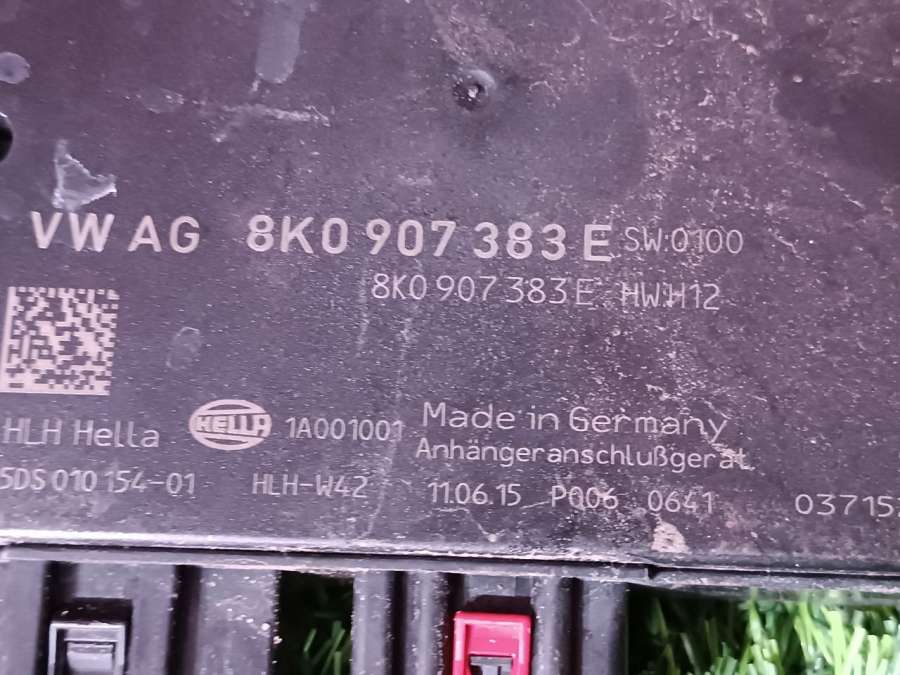 VW AG 8K0 907 383 E SW:0100
8K0 907 383 E HW:H12
HLH Hella HELLA 1A001001 Made in Germany
Anhängeranschlußgerät
5DS 010 154-01 HLH-W42 11.06.15 P006 0641